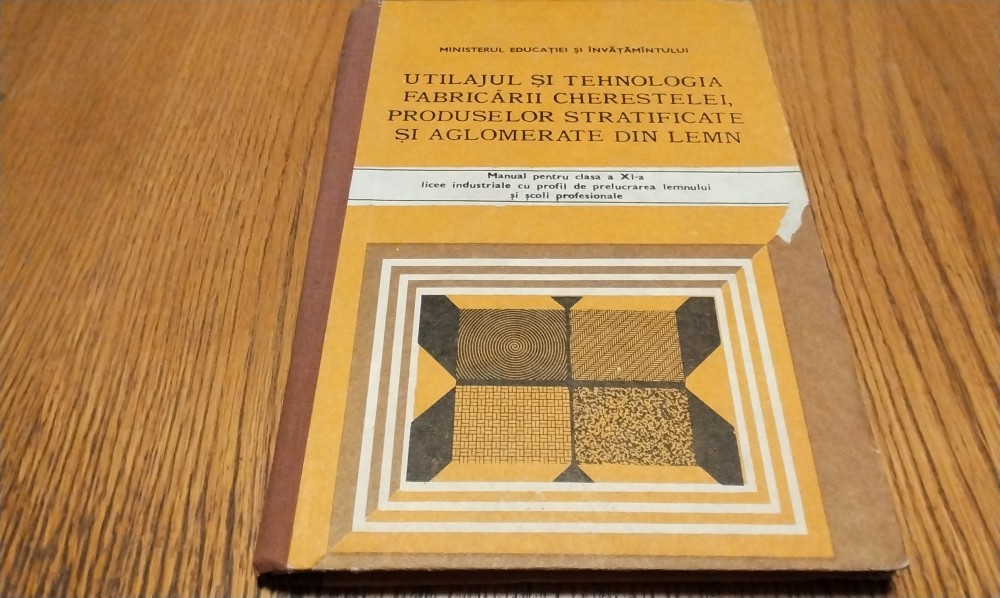 MINISTERUL EDUCAȚIEI ȘI ÎNVĂȚĂMÎNTULUI
UTILAJUL ȘI TEHNOLOGIA
FABRICĂRII CHERESTELEI,
PRODUSELOR STRATIFICATE
ȘI AGLOMERATE DIN LEMN
Manual pentru clasa a XI-a
licee industriale cu profil de prelucrarea lemnului
și școli profesionale